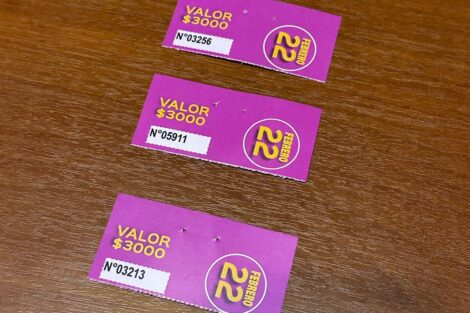 VALOR
$3000
N°03256
FEBRERO
22
VALOR
$3000
N°05911
FEBRERO
22
VALOR
$3000
N°03213
FEBRERO
22